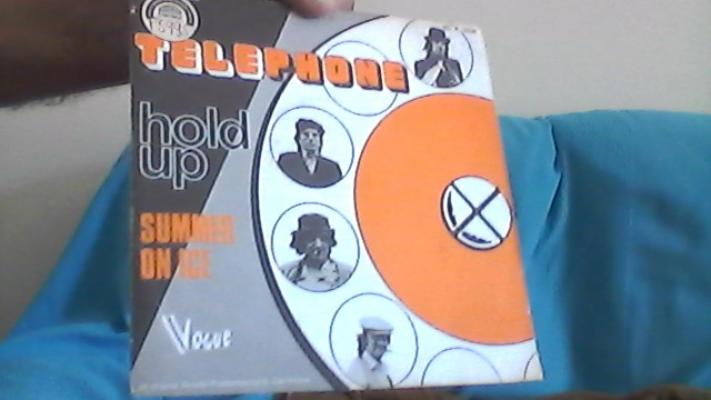 TELEPHONE
hold
up
SUMMER
ON ICE
Vogue